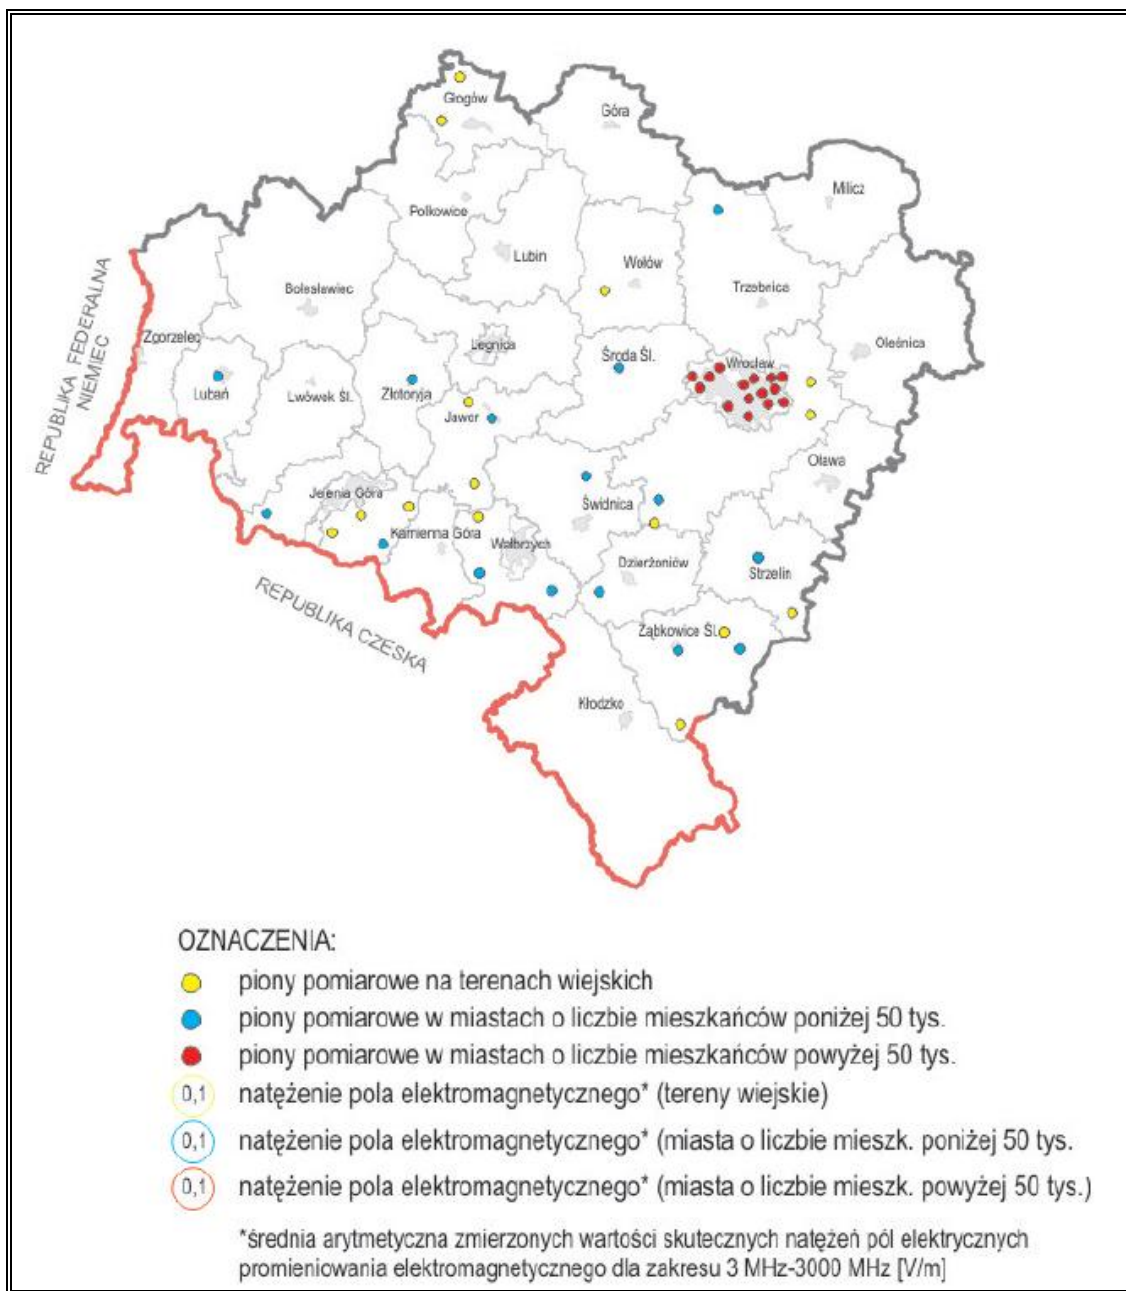 Głogów
Góra
Milicz
Polkowice
Lubin
Wołów
Trzebnica
Bolesławiec
REPUBLIKA FEDERALNA
NIEMIEC
Zgorzelec
Legnica
Środa Śl.
Wrocław
Oleśnica
Lubań
Lwówek Śl.
Złotoryja
Jawor
Oława
Jelenia Góra
Świdnica
Kamienna Góra
Wałbrzych
Dzierżoniów
Strzelin
REPUBLIKA CZESKA
Ząbkowice Śl.
Kłodzko
OZNACZENIA:
piony pomiarowe na terenach wiejskich
piony pomiarowe w miastach o liczbie mieszkańców poniżej 50 tys.
piony pomiarowe w miastach o liczbie mieszkańców powyżej 50 tys.
0,1 natężenie pola elektromagnetycznego* (tereny wiejskie)
0,1 natężenie pola elektromagnetycznego* (miasta o liczbie mieszk. poniżej 50 tys.
0,1 natężenie pola elektromagnetycznego* (miasta o liczbie mieszk. powyżej 50 tys.)
*średnia arytmetyczna zmierzonych wartości skutecznych natężeń pól elektrycznych
promieniowania elektromagnetycznego dla zakresu 3 MHz-3000 MHz [V/m]